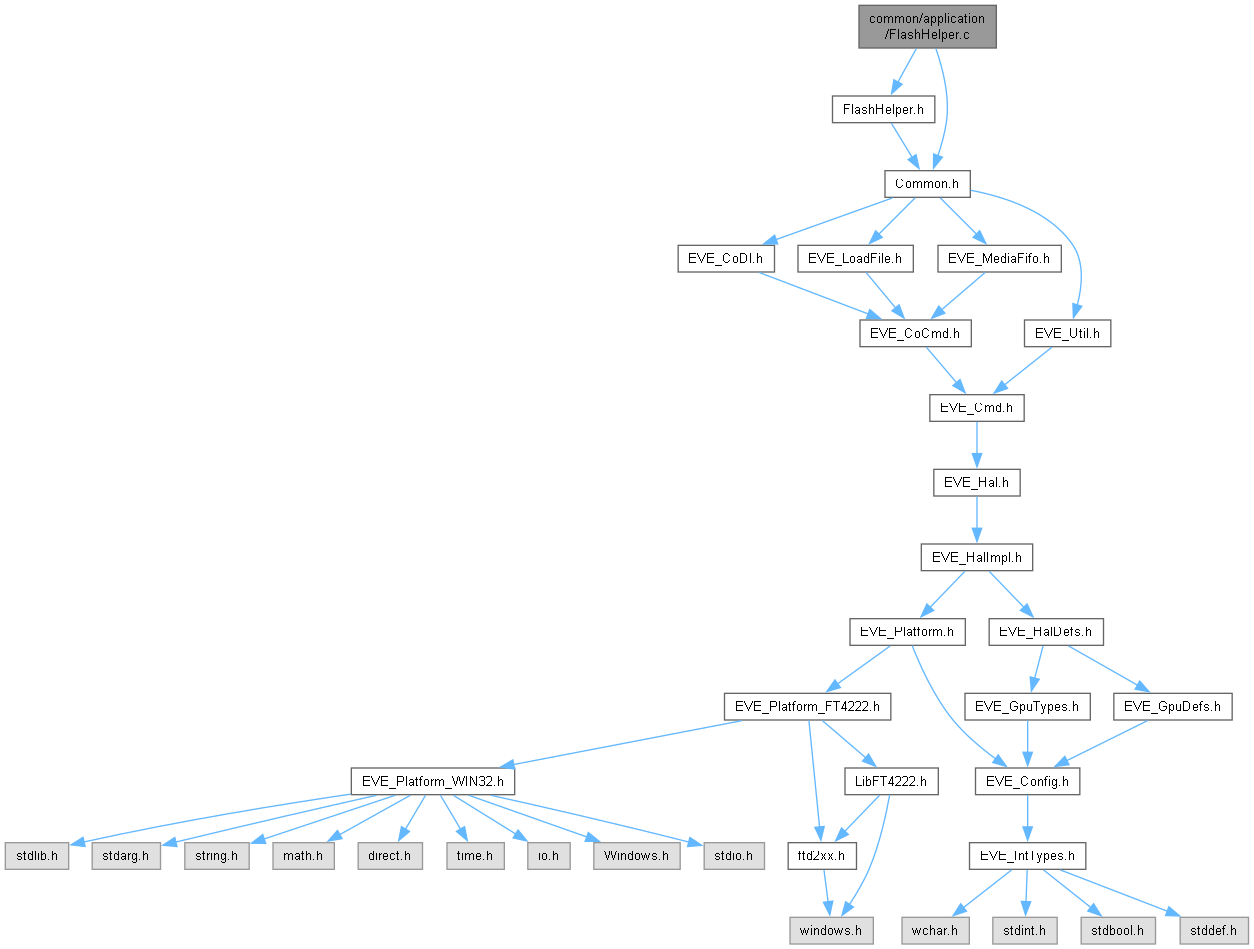 common/application
/FlashHelper.c
FlashHelper.h
Common.h
EVE_CoDl.h
EVE_LoadFile.h
EVE_MediaFifo.h
EVE_CoCmd.h
EVE_Util.h
EVE_Cmd.h
EVE_Hal.h
EVE_HalImpl.h
EVE_Platform.h
EVE_HalDefs.h
EVE_Platform_FT4222.h
EVE_GpuTypes.h
EVE_GpuDefs.h
EVE_Platform_WIN32.h
LibFT4222.h
EVE_Config.h
stdlib.h
stdarg.h
string.h
math.h
direct.h
time.h
io.h
Windows.h
stdio.h
ftd2xx.h
EVE_IntTypes.h
windows.h
wchar.h
stdint.h
stdbool.h
stddef.h